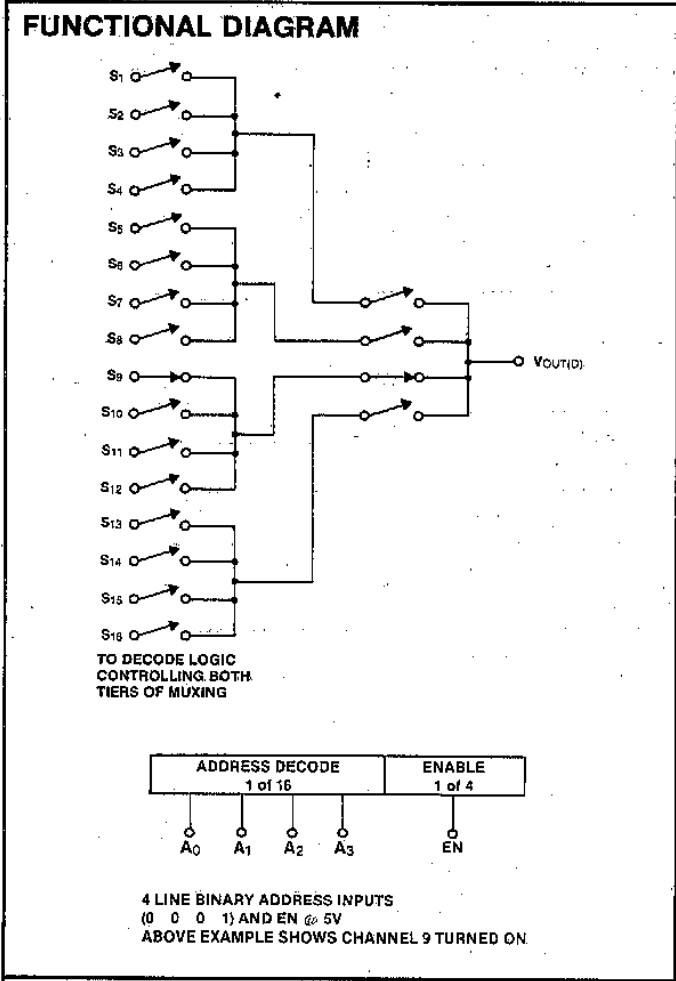 FUNCTIONAL DIAGRAM
S1
S2
S3
S4
S5
S6
S7
S8
S9
S10
S11
S12
S13
S14
S15
S16
VOUT(D)
TO DECODE LOGIC
CONTROLLING BOTH
TIERS OF MUXING
ADDRESS DECODE
1 of 16
ENABLE
1 of 4
A0 A1 A2 A3 EN
4 LINE BINARY ADDRESS INPUTS
(0 0 0 1) AND EN @ 5V
ABOVE EXAMPLE SHOWS CHANNEL 9 TURNED ON